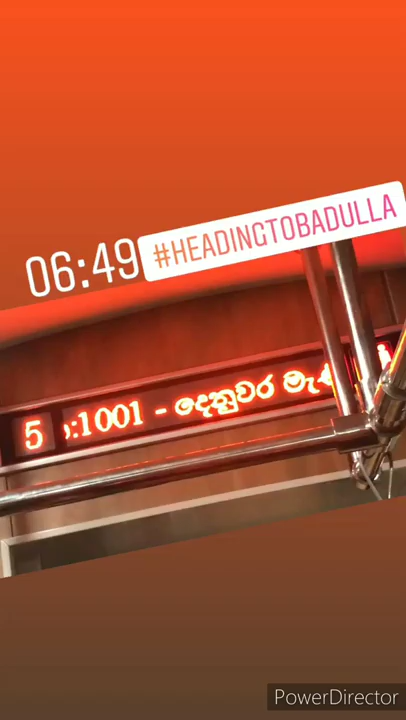 06:49
#HEADINGTOBADULLA
5
:1001 - දෙනුවර
PowerDirector